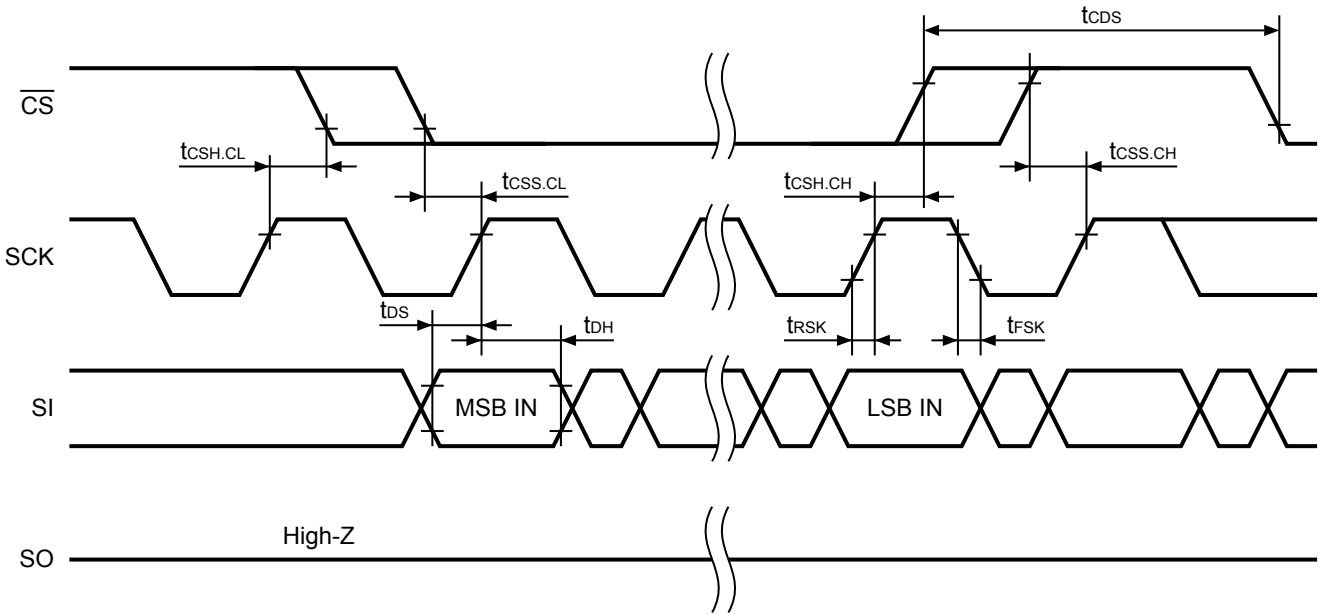 tCDS
CS
tCSH.CL
tCSS.CL
tCSH.CH
tCSS.CH
SCK
tDS
tDH
tRSK
tFSK
SI
MSB IN
LSB IN
High-Z
SO